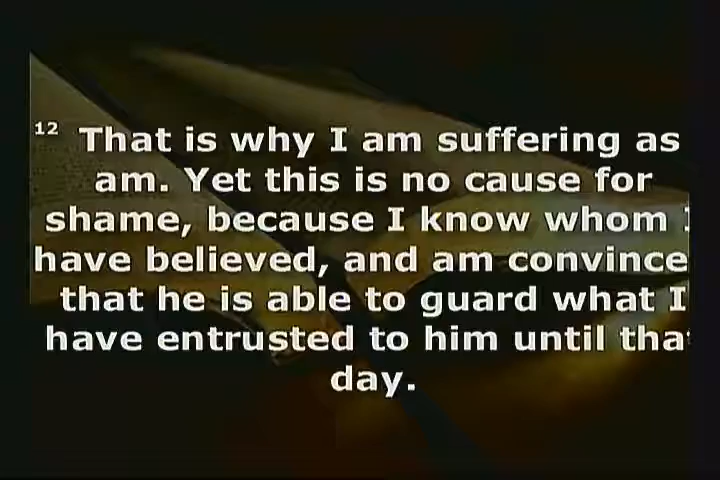 12 That is why I am suffering as
am. Yet this is no cause for
shame, because I know whom I
have believed, and am convince
that he is able to guard what I
have entrusted to him until tha
day.